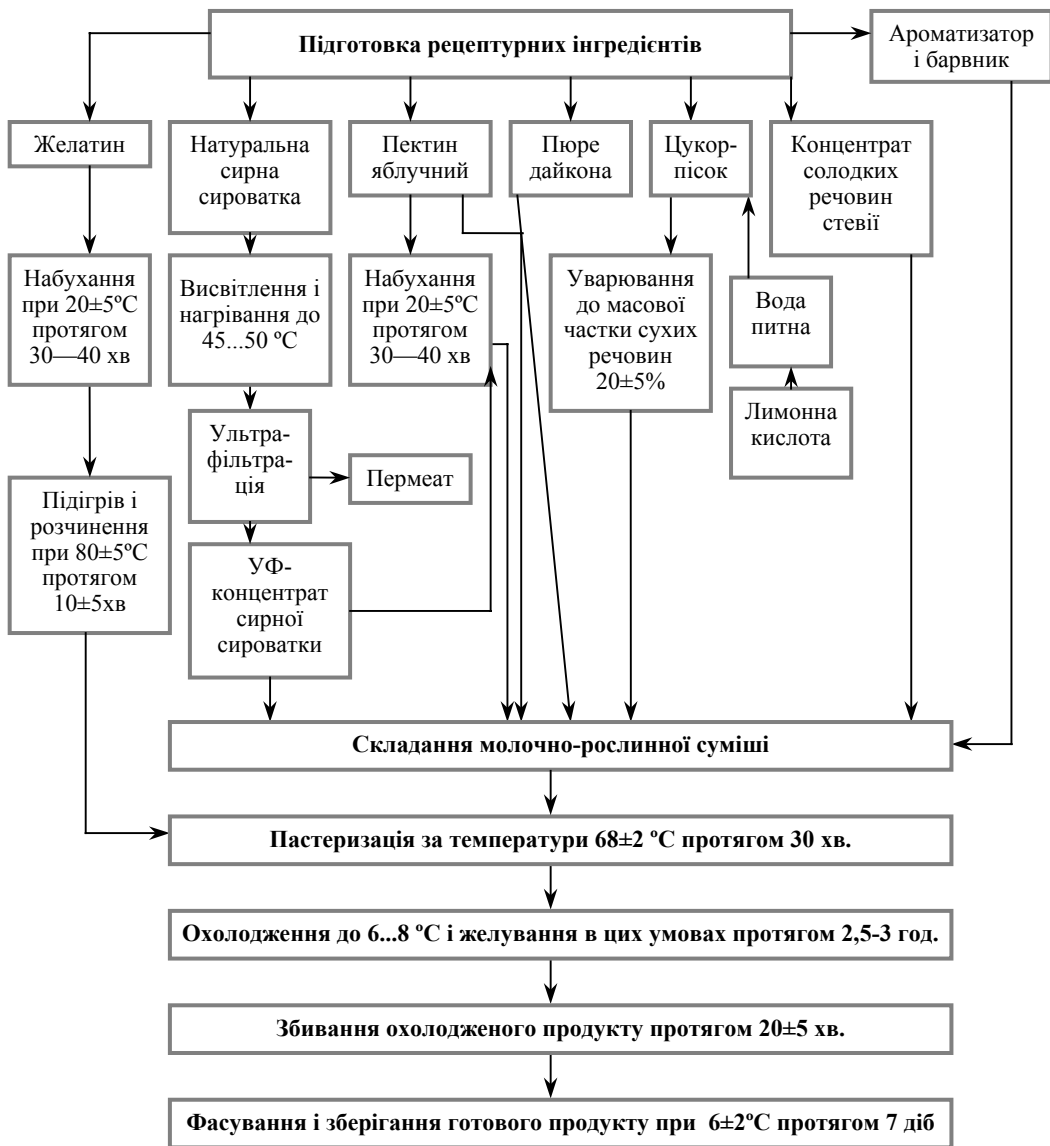 Підготовка рецептурних інгредієнтів
Ароматизатор
і барвник
Желатин
Натуральна
сирна
сироватка
Пектин
яблучний
Пюре
дайкона
Цукор-
пісок
Концентрат
солодких
речовин
стевії
Набухання
при 20±5ºС
протягом
30—40 хв
Висвітлення і
нагрівання до
45...50 ºС
Набухання
при 20±5ºС
протягом
30—40 хв
Уварювання
до масової
частки сухих
речовин
20±5%
Вода
питна
Лимонна
кислота
Ультра-
фільтра-
ція
Пермеат
Підігрів і
розчинення
при 80±5ºС
протягом
10±5хв
УФ-
концентрат
сирної
сироватки
Складання молочно-рослинної суміші
Пастеризація за температури 68±2 ºС протягом 30 хв.
Охолодження до 6...8 ºС і желування в цих умовах протягом 2,5-3 год.
Збивання охолодженого продукту протягом 20±5 хв.
Фасування і зберігання готового продукту при 6±2ºС протягом 7 діб